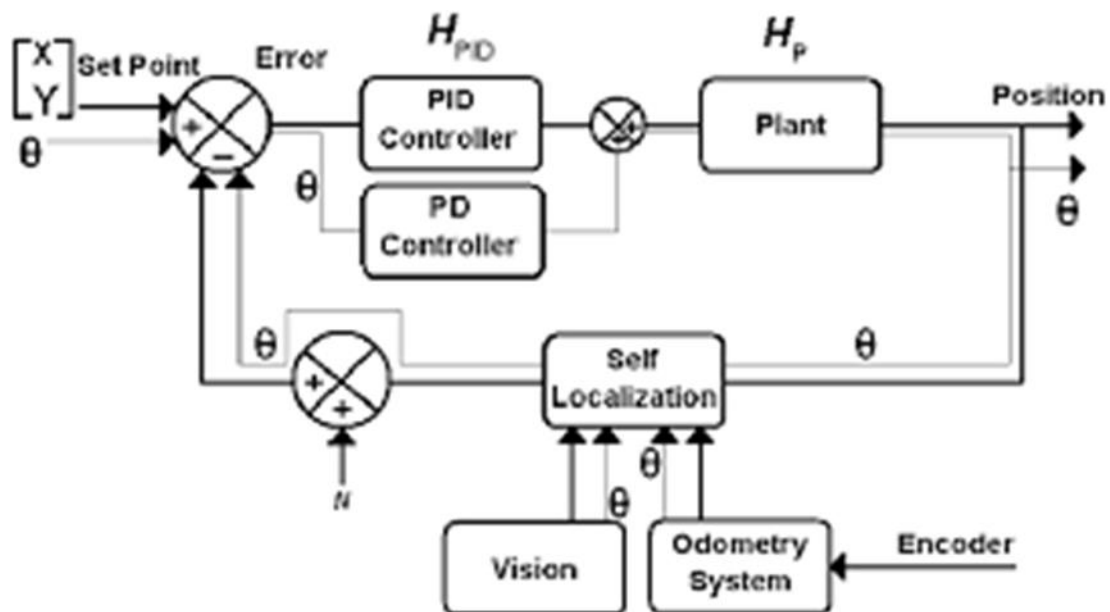 H_PID
H_P
X
Y
Set Point
Error
θ
+
−
PID
Controller
+
Plant
Position
θ
θ
PD
Controller
θ
θ
Self
Localization
+
+
N
θ
θ
Vision
Odometry
System
Encoder